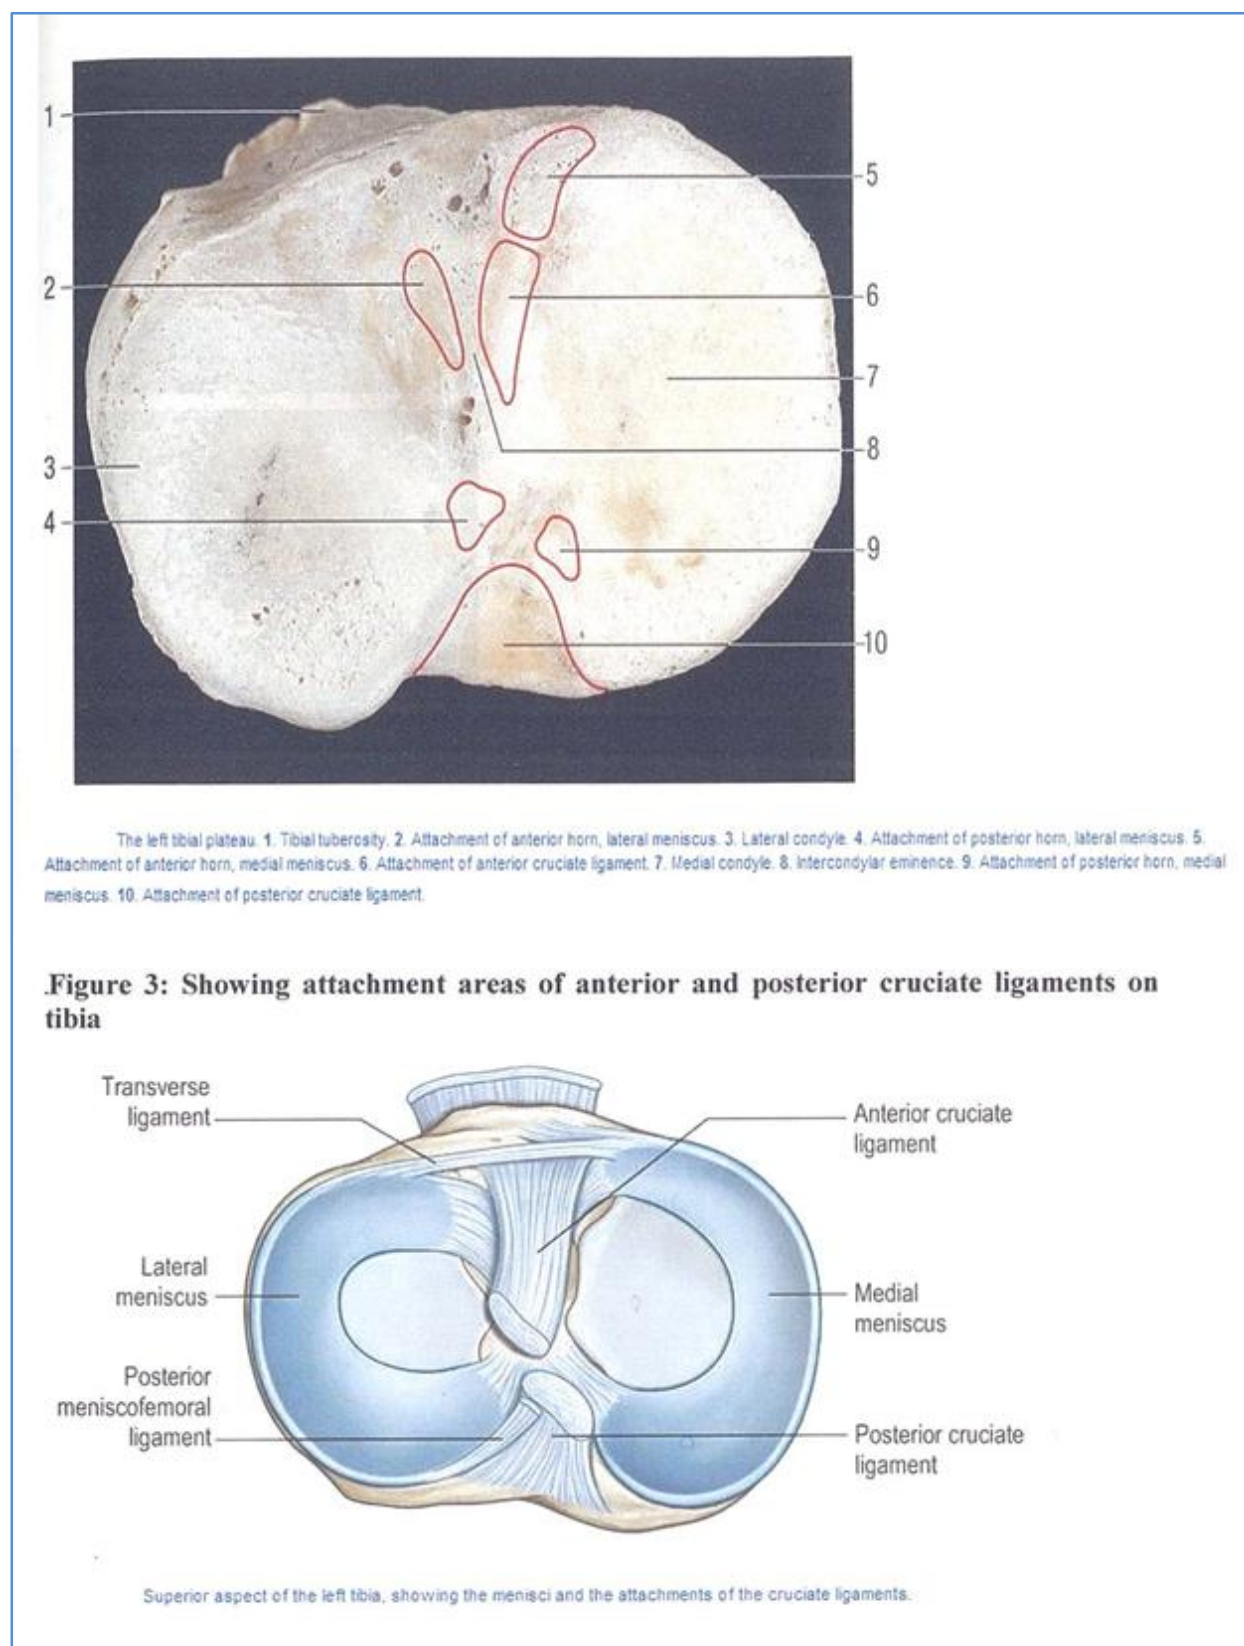 1
2
3
4
5
6
7
8
9
10
The left tibial plateau. 1. Tibial tuberosity. 2. Attachment of anterior horn, lateral meniscus. 3. Lateral condyle. 4. Attachment of posterior horn, lateral meniscus. 5.
Attachment of anterior horn, medial meniscus. 6. Attachment of anterior cruciate ligament. 7. Medial condyle. 8. Intercondylar eminence. 9. Attachment of posterior horn, medial
meniscus. 10. Attachment of posterior cruciate ligament.
.Figure 3: Showing attachment areas of anterior and posterior cruciate ligaments on
tibia
Transverse
ligament
Anterior cruciate
ligament
Lateral
meniscus
Medial
meniscus
Posterior
meniscofemoral
ligament
Posterior cruciate
ligament
Superior aspect of the left tibia, showing the menisci and the attachments of the cruciate ligaments.